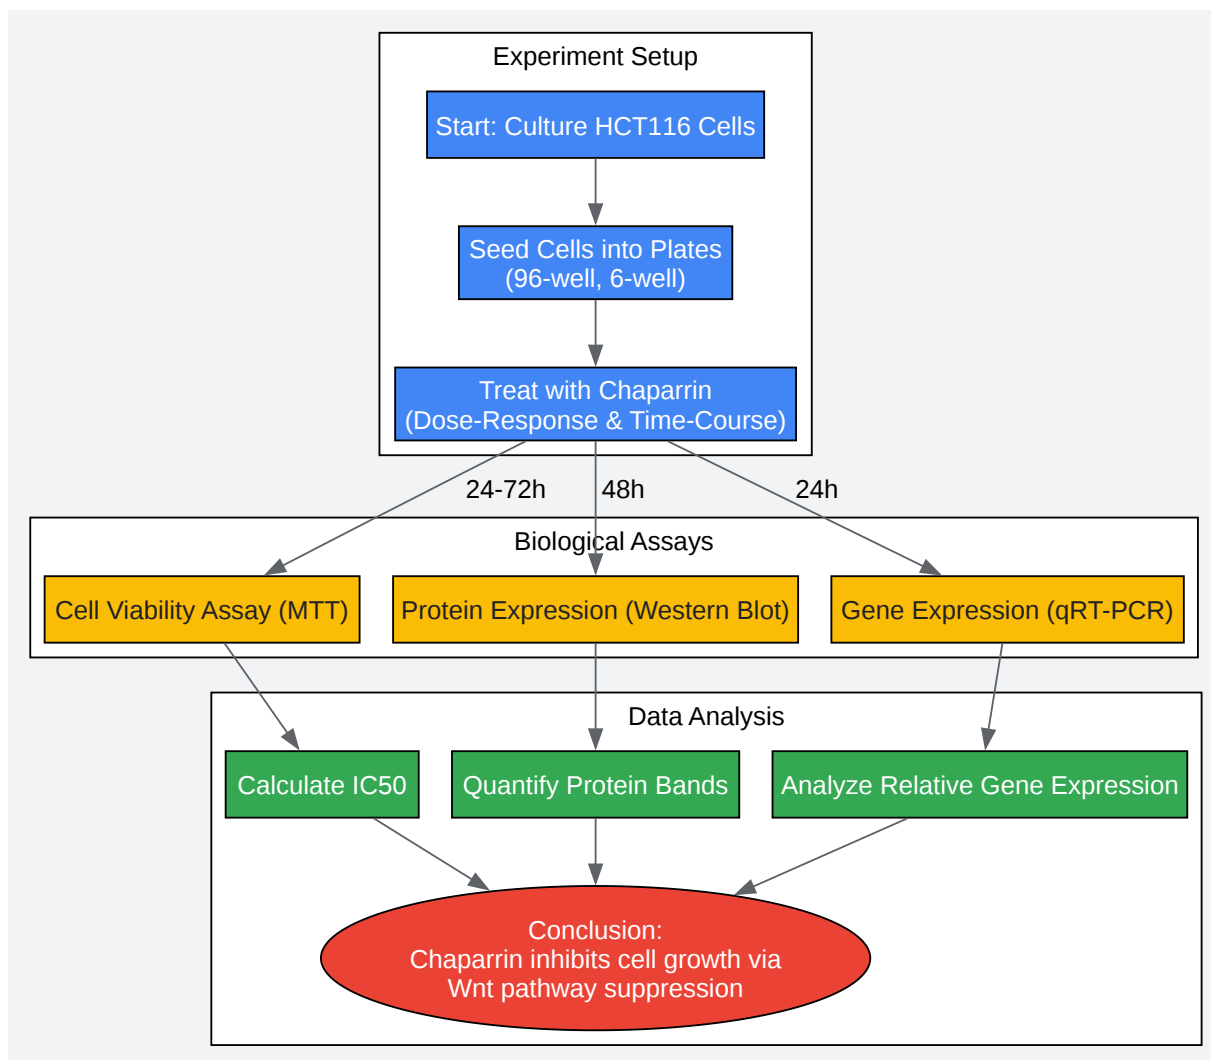 Experiment Setup
Start: Culture HCT116 Cells
Seed Cells into Plates
(96-well, 6-well)
Treat with Chaparrin
(Dose-Response & Time-Course)
24-72h
48h
24h
Biological Assays
Cell Viability Assay (MTT)
Protein Expression (Western Blot)
Gene Expression (qRT-PCR)
Data Analysis
Calculate IC50
Quantify Protein Bands
Analyze Relative Gene Expression
Conclusion:
Chaparrin inhibits cell growth via
Wnt pathway suppression